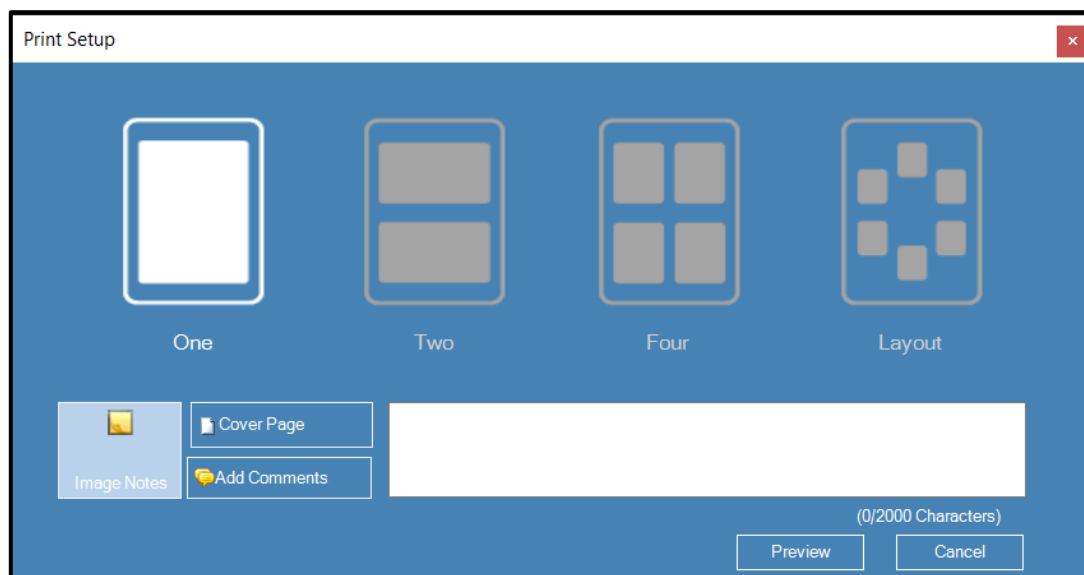 Print Setup
One
Two
Four
Layout
Image Notes
Cover Page
Add Comments
(0/2000 Characters)
Preview
Cancel